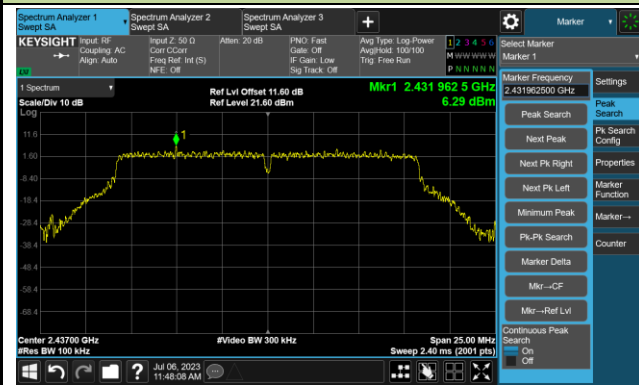 Spectrum Analyzer 1
Swept SA
Spectrum Analyzer 2
Swept SA
Spectrum Analyzer 3
Swept SA
+
Marker
KEYSIGHT
Input: RF
Coupling: AC
Align: Auto
Input Z: 50 Ω
Corr CCorr
Freq Ref: Int (S)
NFE: Off
Atten: 20 dB
PNO: Fast
Gate: Off
IF Gain: Low
Sig Track: Off
Avg Type: Log-Power
Avg|Hold: 100/100
Trig: Free Run
1 2 3 4 5 6
M W W W W W
P N N N N N
Select Marker
Marker 1
1 Spectrum
Scale/Div 10 dB
Log
Ref Lvl Offset 11.60 dB
Ref Level 21.60 dBm
Mkr1 2.431 962 5 GHz
6.29 dBm
1
11.6
1.60
-8.40
-18.4
-28.4
-38.4
-48.4
-58.4
-68.4
Center 2.43700 GHz
#Res BW 100 kHz
#Video BW 300 kHz
Span 25.00 MHz
Sweep 2.40 ms (2001 pts)
Marker Frequency
2.431962500 GHz
Peak Search
Next Peak
Next Pk Right
Next Pk Left
Minimum Peak
Pk-Pk Search
Marker Delta
Mkr→CF
Mkr→Ref Lvl
Continuous Peak
Search
On
Off
Settings
Peak
Search
Pk Search
Config
Properties
Marker
Function
Marker→
Counter
?
Jul 06, 2023
11:48:08 AM